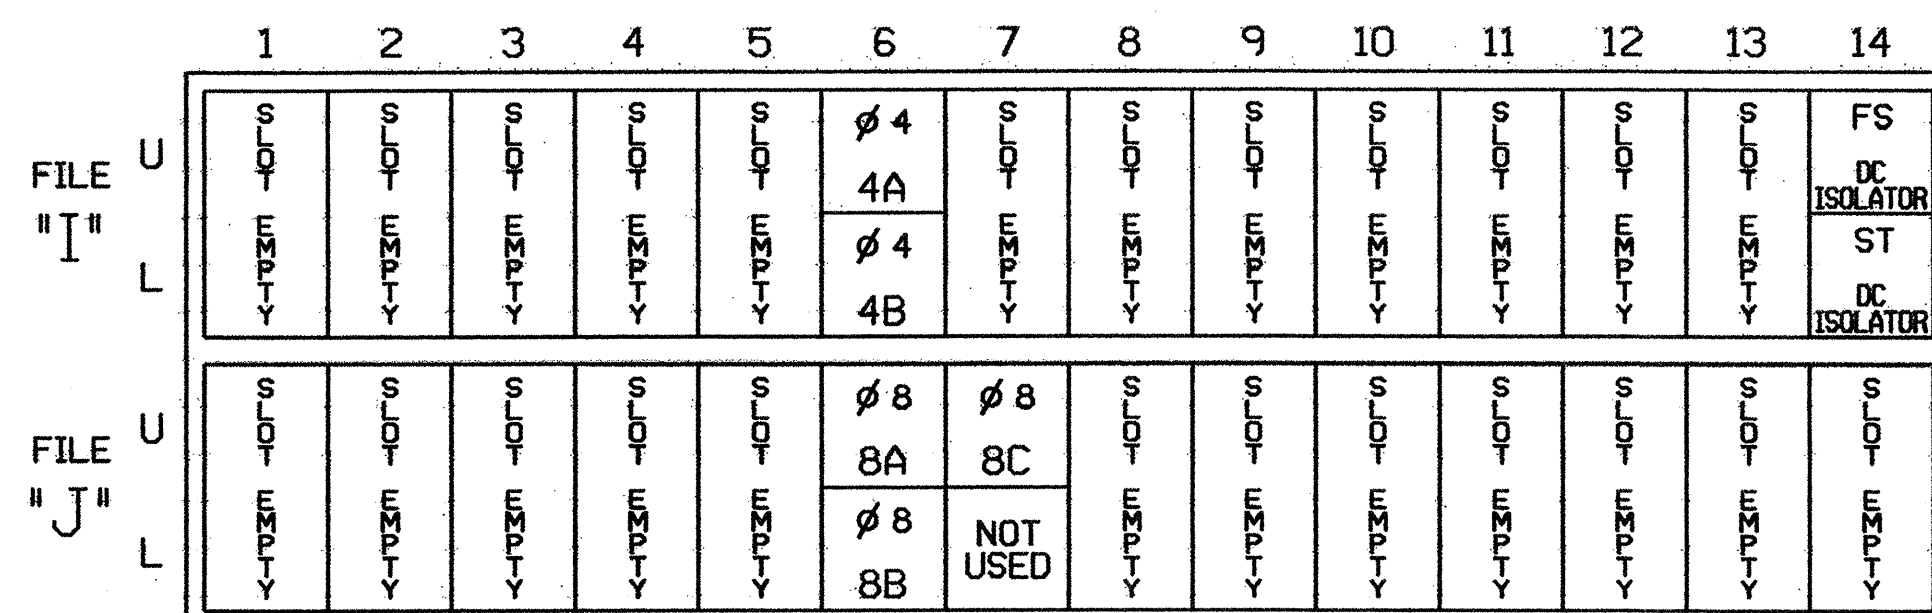 1 2 3 4 5 6 7 8 9 10 11 12 13 14
FILE "I"
U
L
SLOT EMPTY
SLOT EMPTY
SLOT EMPTY
SLOT EMPTY
SLOT EMPTY
Ø 4
4A
Ø 4
4B
SLOT EMPTY
SLOT EMPTY
SLOT EMPTY
SLOT EMPTY
SLOT EMPTY
SLOT EMPTY
SLOT EMPTY
FS
DC
ISOLATOR
ST
DC
ISOLATOR
FILE "J"
U
L
SLOT EMPTY
SLOT EMPTY
SLOT EMPTY
SLOT EMPTY
SLOT EMPTY
Ø 8
8A
Ø 8
8B
Ø 8
8C
NOT
USED
SLOT EMPTY
SLOT EMPTY
SLOT EMPTY
SLOT EMPTY
SLOT EMPTY
SLOT EMPTY
SLOT EMPTY